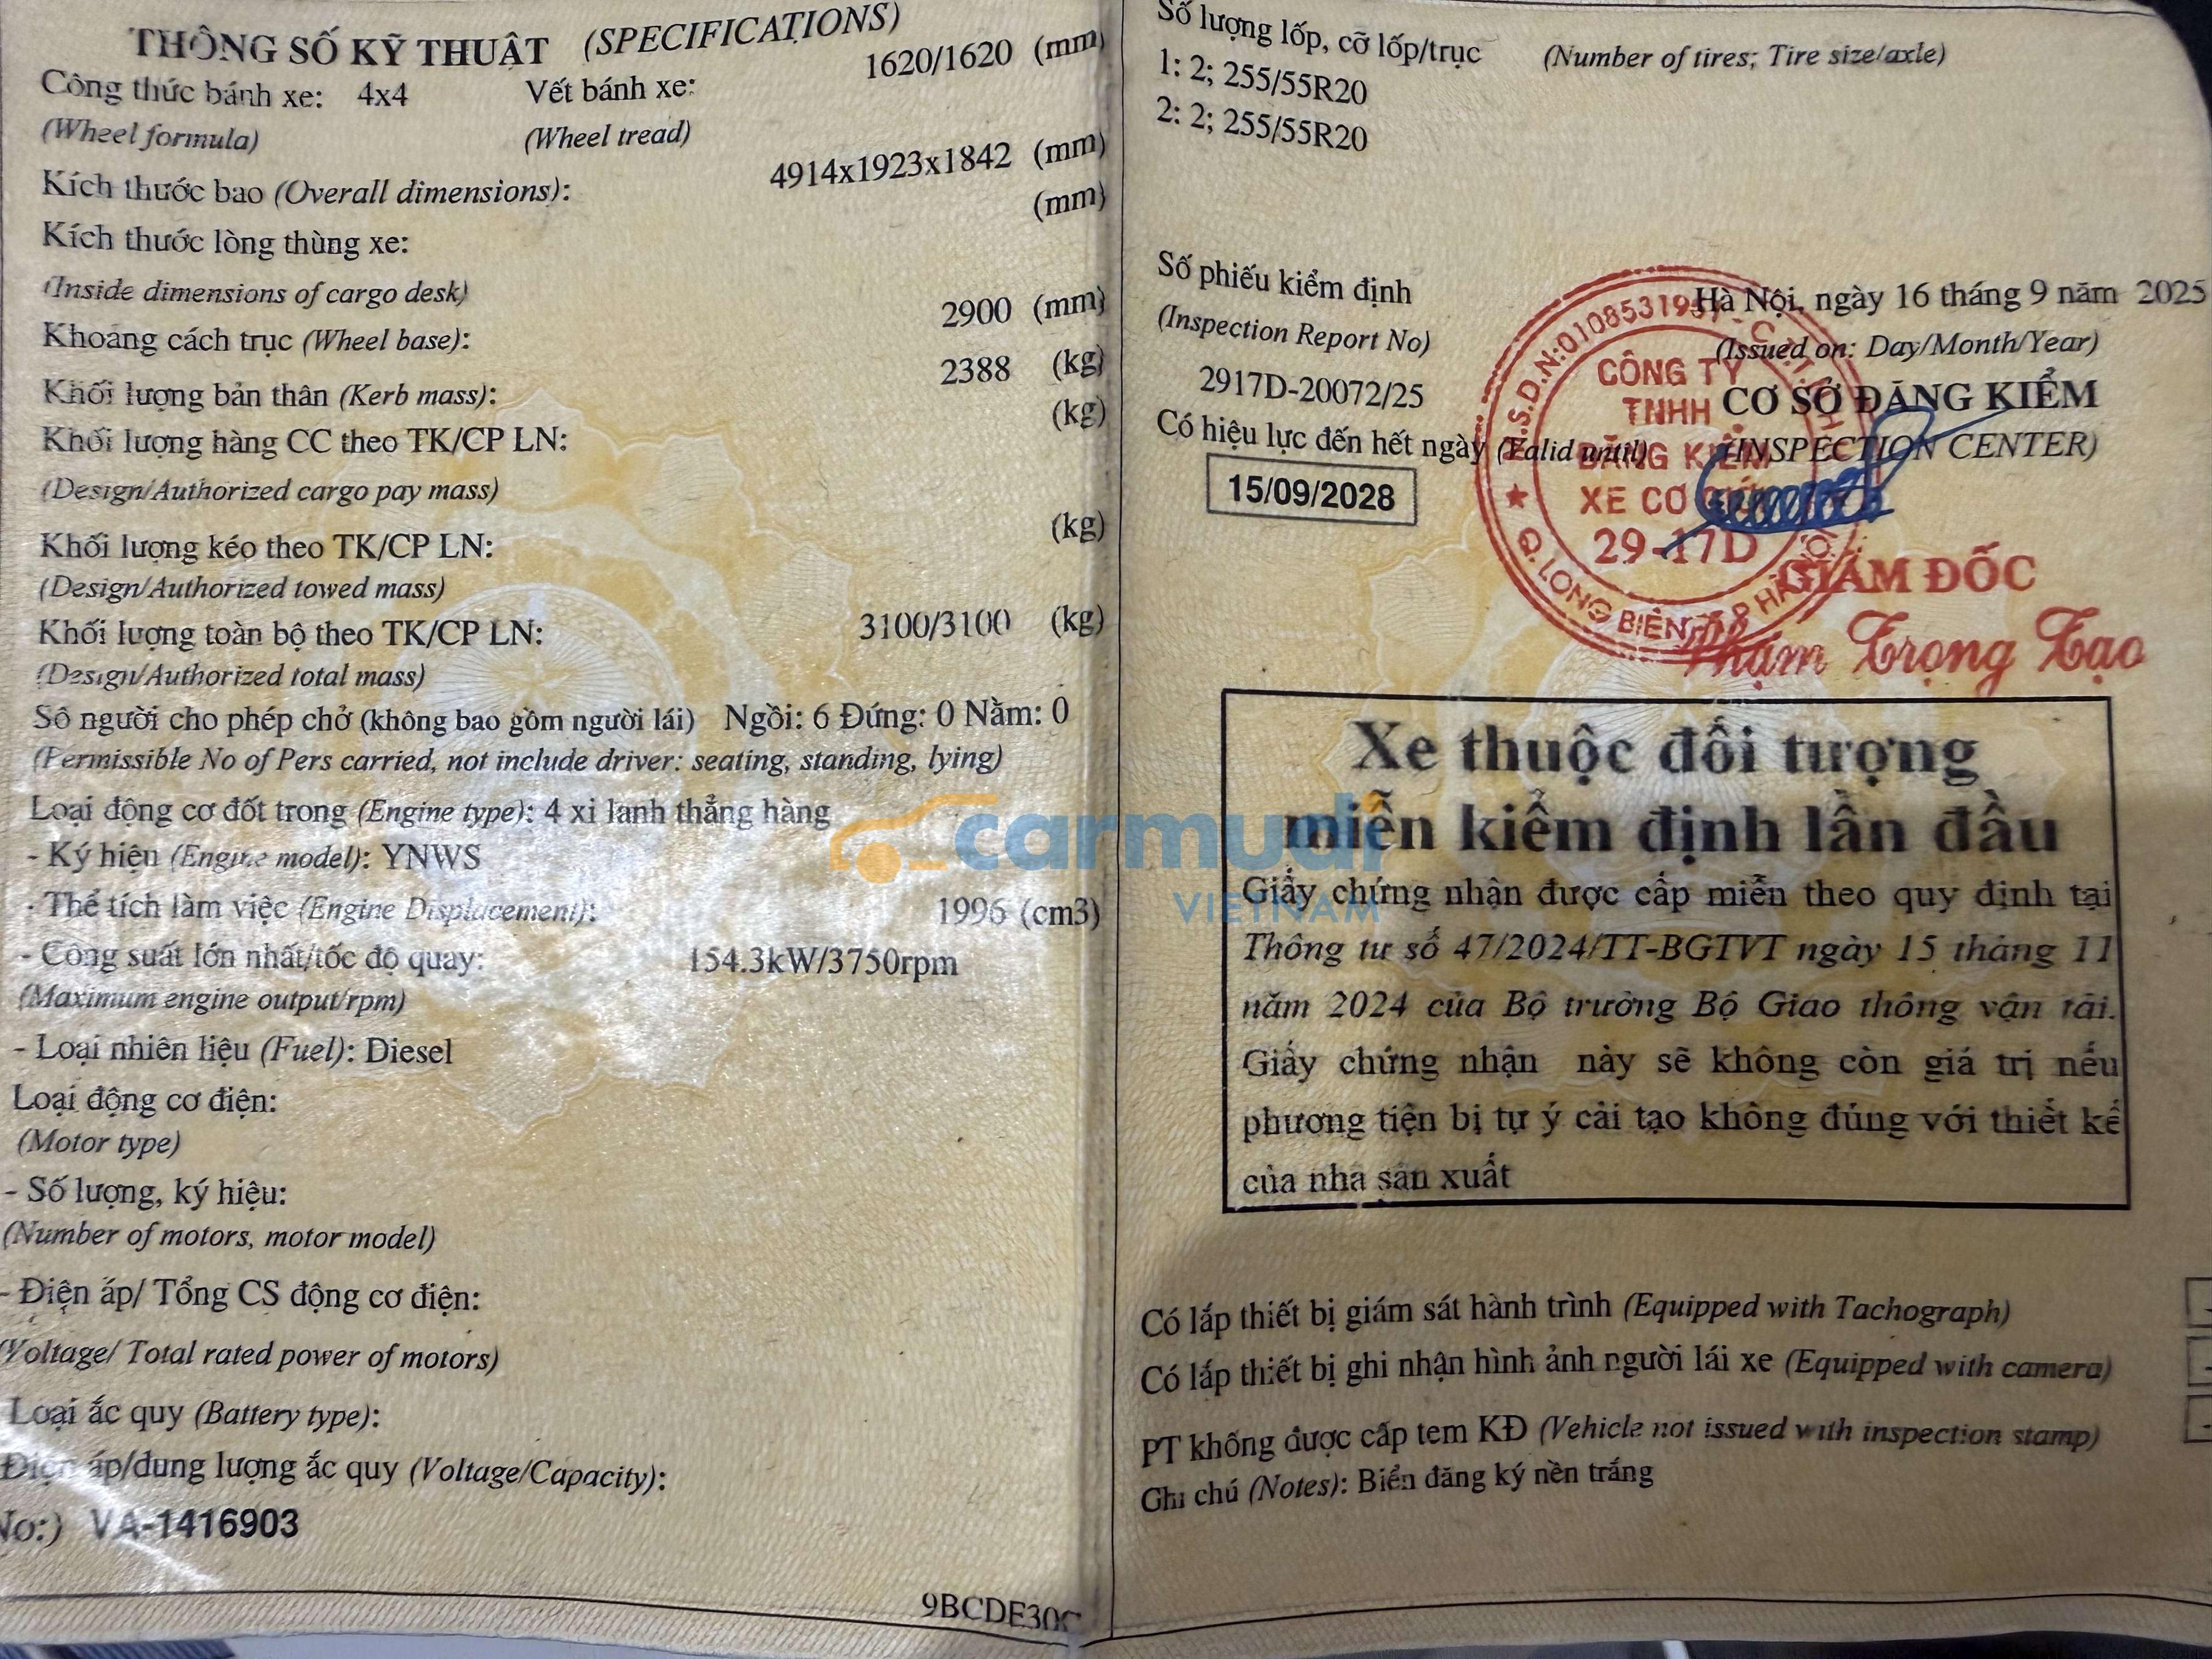 THÔNG SỐ KỸ THUẬT (SPECIFICATIONS)
Công thức bánh xe: 4x4 Vết bánh xe: 1620/1620 (mm)
(Wheel formula) (Wheel tread)
Kích thước bao (Overall dimensions): 4914x1923x1842 (mm)
Kích thước lòng thùng xe: (mm)
(Inside dimensions of cargo desk)
Khoảng cách trục (Wheel base): 2900 (mm)
Khối lượng bản thân (Kerb mass): 2388 (kg)
Khối lượng hàng CC theo TK/CP LN: (kg)
(Design/Authorized cargo pay mass)
Khối lượng kéo theo TK/CP LN: (kg)
(Design/Authorized towed mass)
Khối lượng toàn bộ theo TK/CP LN: 3100/3100 (kg)
(Design/Authorized total mass)
Số người cho phép chở (không bao gồm người lái) Ngồi: 6 Đứng: 0 Nằm: 0
(Permissible No of Pers carried, not include driver: seating, standing, lying)
Loại động cơ đốt trong (Engine type): 4 xi lanh thẳng hàng
- Ký hiệu (Engine model): YNWS
- Thể tích làm việc (Engine Displacement): 1996 (cm3)
- Công suất lớn nhất/tốc độ quay: 154.3kW/3750rpm
(Maximum engine output/rpm)
- Loại nhiên liệu (Fuel): Diesel
Loại động cơ điện:
(Motor type)
- Số lượng, ký hiệu:
(Number of motors, motor model)
- Điện áp/ Tổng CS động cơ điện:
(Voltage/ Total rated power of motors)
Loại ắc quy (Battery type):
Điện áp/dung lượng ắc quy (Voltage/Capacity):
No:) VA-1416903
9BCDE30C
Số lượng lốp, cỡ lốp/trục (Number of tires; Tire size/axle)
1: 2; 255/55R20
2: 2; 255/55R20
Số phiếu kiểm định
(Inspection Report No)
2917D-20072/25
Hà Nội, ngày 16 tháng 9 năm 2025
(Issued on: Day/Month/Year)
CƠ SỞ ĐĂNG KIỂM
(INSPECTION CENTER)
Có hiệu lực đến hết ngày (Valid until)
15/09/2028
CÔNG TY
TNHH
ĐĂNG KIỂM
XE CƠ GIỚI
29-17D
Q. LONG BIÊN - TP HÀ NỘI
GIÁM ĐỐC
Phạm Trọng Tạo
Xe thuộc đối tượng
miễn kiểm định lần đầu
Giấy chứng nhận được cấp miễn theo quy định tại
Thông tư số 47/2024/TT-BGTVT ngày 15 tháng 11
năm 2024 của Bộ trưởng Bộ Giao thông vận tải.
Giấy chứng nhận này sẽ không còn giá trị nếu
phương tiện bị tự ý cải tạo không đúng với thiết kế
của nhà sản xuất
carmudi
VIETNAM
Có lắp thiết bị giám sát hành trình (Equipped with Tachograph)
Có lắp thiết bị ghi nhận hình ảnh người lái xe (Equipped with camera)
PT không được cấp tem KĐ (Vehicle not issued with inspection stamp)
Ghi chú (Notes): Biển đăng ký nền trắng